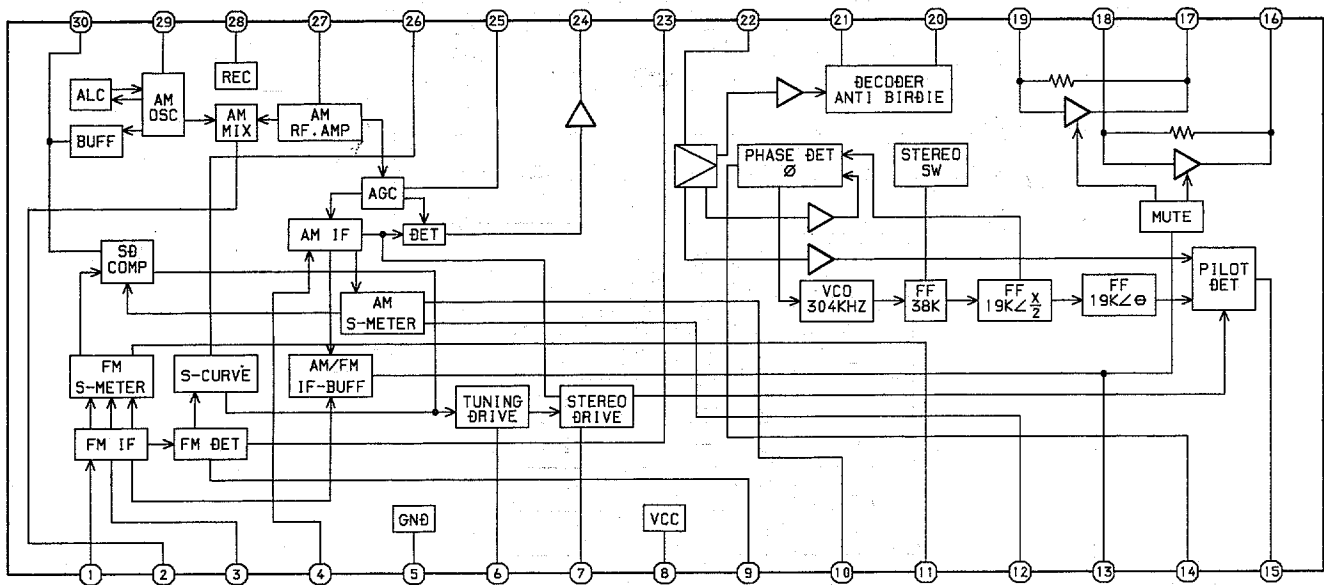 30 29 28 27 26 25 24 23 22 21 20 19 18 17 16
REC
ALC
AM
OSC
AM
MIX
AM
RF.AMP
BUFF
DECODER
ANTI BIRDIE
PHASE DET
Ø
STEREO
SW
AGC
AM IF
DET
MUTE
SD
COMP
PILOT
DET
AM
S-METER
VCO
304KHZ
FF
38K
FF
19K∠X/2
FF
19K∠Θ
FM
S-METER
S-CURVE
AM/FM
IF-BUFF
TUNING
DRIVE
STEREO
DRIVE
FM IF
FM DET
GND
VCC
1 2 3 4 5 6 7 8 9 10 11 12 13 14 15